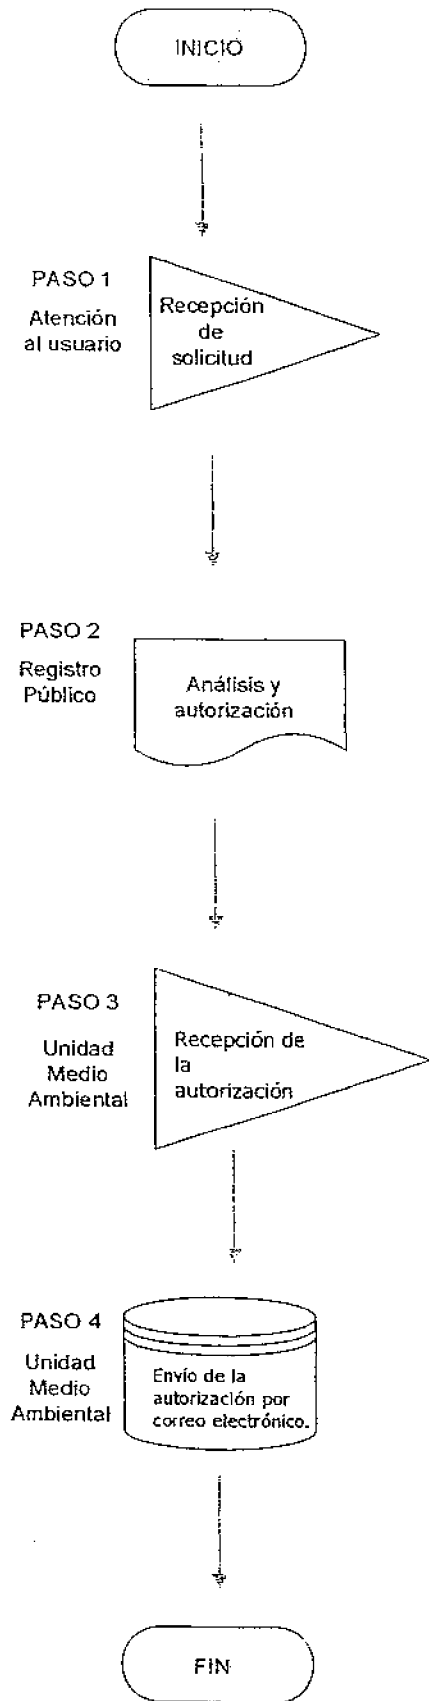 INICIO
PASO 1
Atención
al usuario
Recepción
de
solicitud
PASO 2
Registro
Público
Análisis y
autorización
PASO 3
Unidad
Medio
Ambiental
Recepción de
la
autorización
PASO 4
Unidad
Medio
Ambiental
Envío de la
autorización por
correo electrónico.
FIN